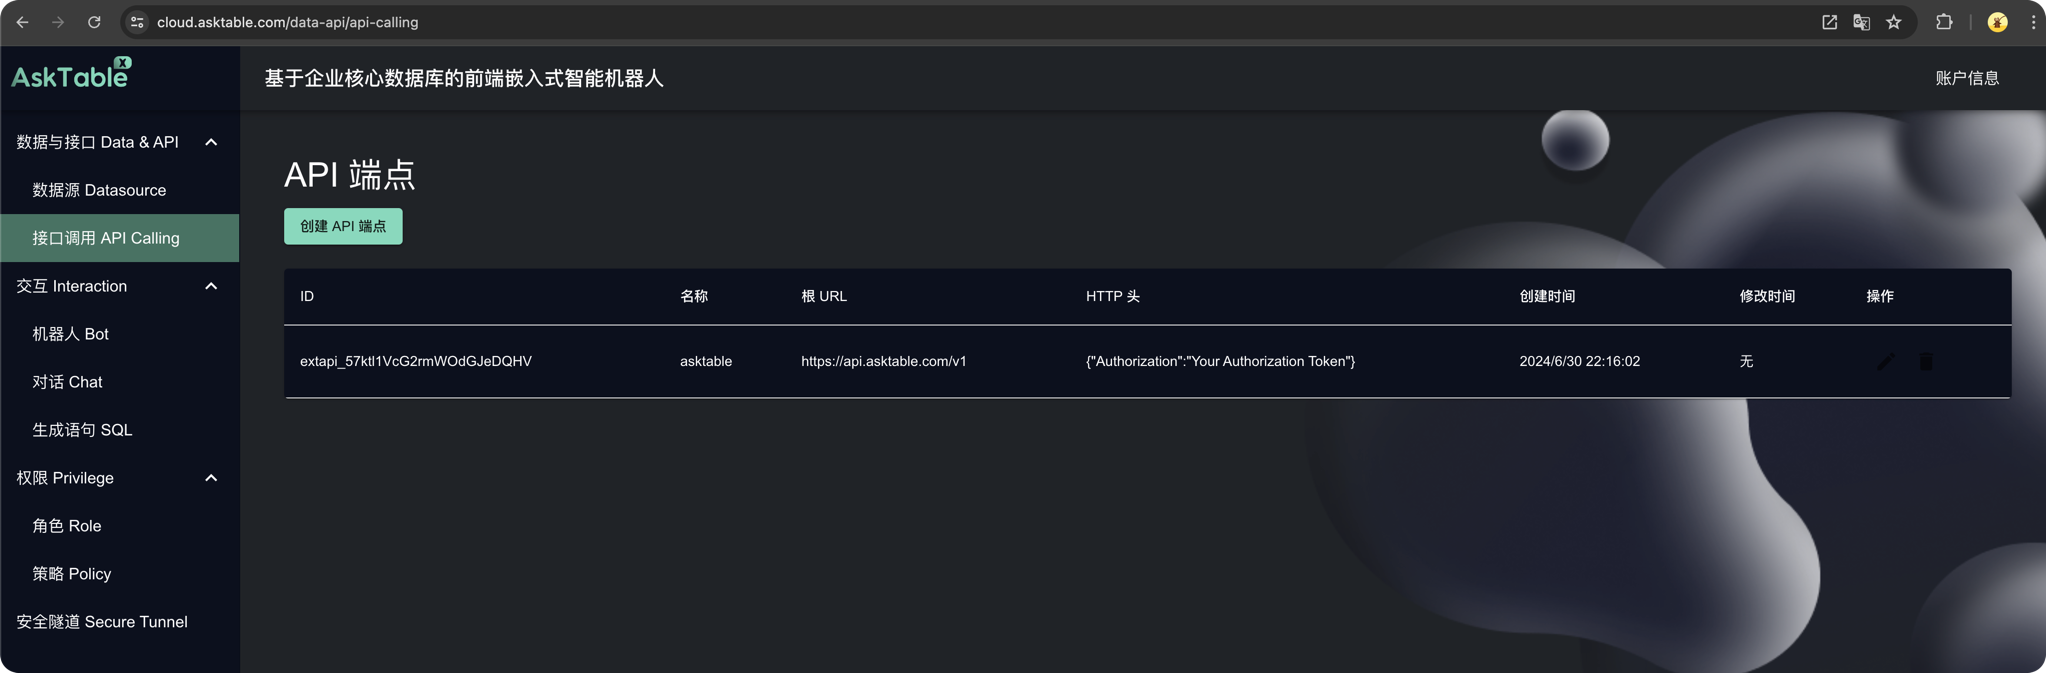 cloud.asktable.com/data-api/api-calling
AskTable X
基于企业核心数据库的前端嵌入式智能机器人
账户信息
数据与接口 Data & API
数据源 Datasource
接口调用 API Calling
交互 Interaction
机器人 Bot
对话 Chat
生成语句 SQL
权限 Privilege
角色 Role
策略 Policy
安全隧道 Secure Tunnel
API 端点
创建 API 端点
ID 名称 根 URL HTTP 头 创建时间 修改时间 操作
extapi_57ktl1VcG2rmWOdGJeDQHV asktable https://api.asktable.com/v1 {"Authorization":"Your Authorization Token"} 2024/6/30 22:16:02 无